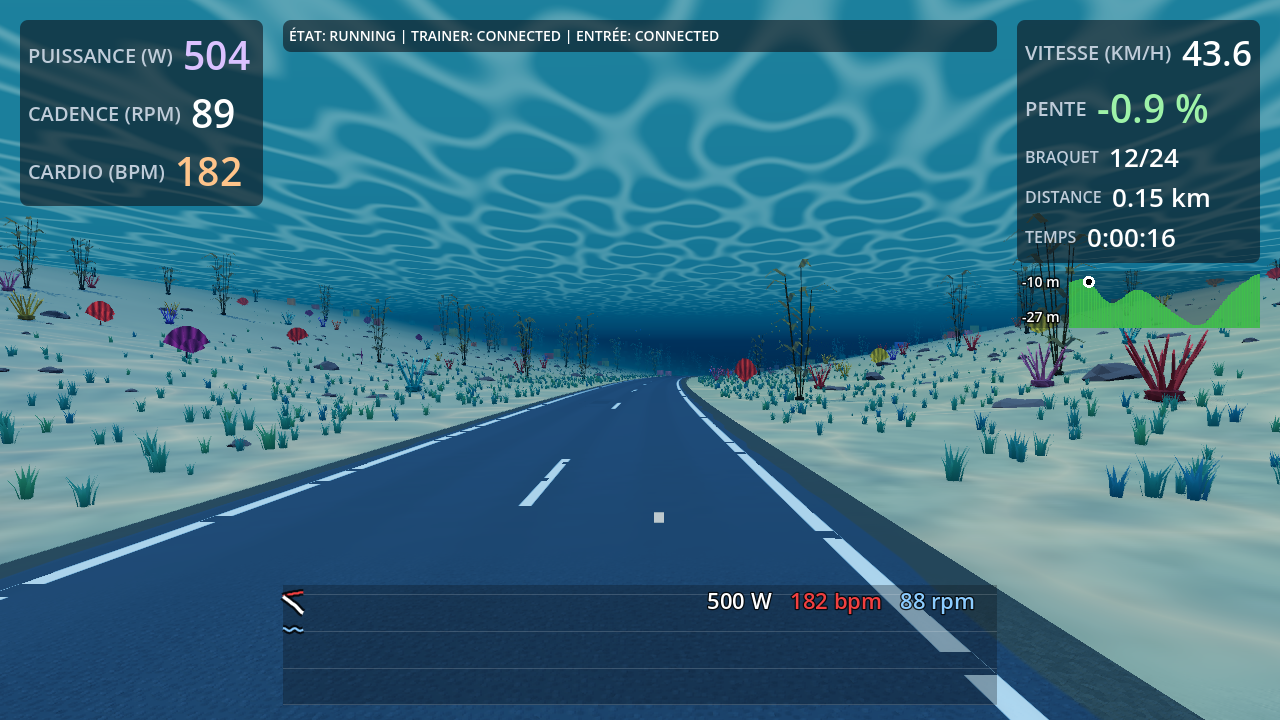 PUISSANCE (W) 504
CADENCE (RPM) 89
CARDIO (BPM) 182
ÉTAT: RUNNING | TRAINER: CONNECTED | ENTRÉE: CONNECTED
VITESSE (KM/H) 43.6
PENTE -0.9 %
BRAQUET 12/24
DISTANCE 0.15 km
TEMPS 0:00:16
-10 m
-27 m
500 W 182 bpm 88 rpm